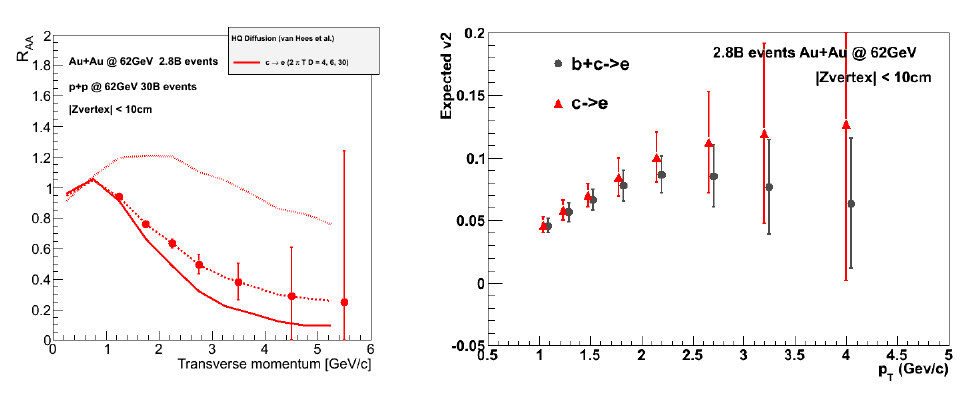 R_AA
HQ Diffusion (van Hees et al.)
c → e (2 π T D = 4, 6, 30)
Au+Au @ 62GeV 2.8B events
p+p @ 62GeV 30B events
|Zvertex| < 10cm
2
1.8
1.6
1.4
1.2
1
0.8
0.6
0.4
0.2
0
0 1 2 3 4 5 6
Transverse momentum [GeV/c]
Expected v2
2.8B events Au+Au @ 62GeV
|Zvertex| < 10cm
b+c->e
c->e
0.2
0.15
0.1
0.05
0
-0.05
0.5 1 1.5 2 2.5 3 3.5 4 4.5 5
p_T (Gev/c)